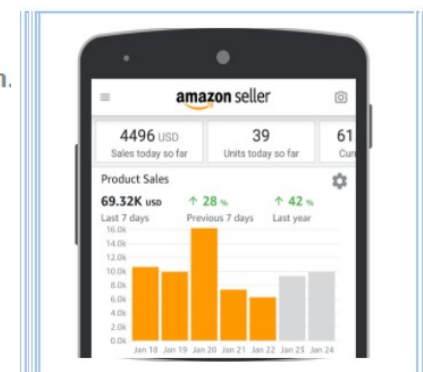 n.
amazon seller
4496 USD 39 61
Sales today so far Units today so far Cur
Product Sales
69.32K USD ↑ 28 % ↑ 42 %
Last 7 days Previous 7 days Last year
16.0k
14.0k
12.0k
10.0k
8.0k
6.0k
4.0k
2.0k
0.0k
Jan 18 Jan 19 Jan 20 Jan 21 Jan 22 Jan 23 Jan 24